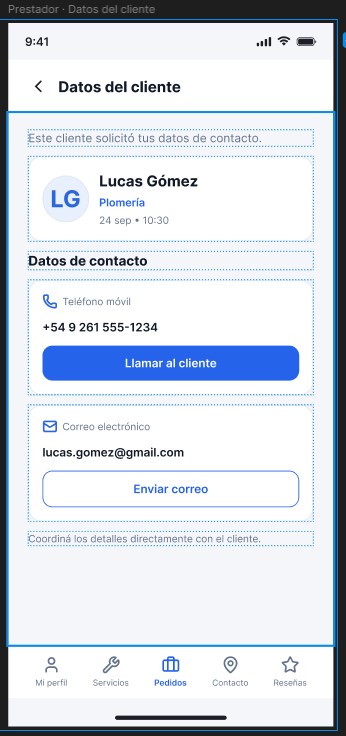 Prestador · Datos del cliente
9:41
Datos del cliente
Este cliente solicitó tus datos de contacto.
LG
Lucas Gómez
Plomería
24 sep • 10:30
Datos de contacto
Teléfono móvil
+54 9 261 555-1234
Llamar al cliente
Correo electrónico
lucas.gomez@gmail.com
Enviar correo
Coordiná los detalles directamente con el cliente.
Mi perfil
Servicios
Pedidos
Contacto
Reseñas